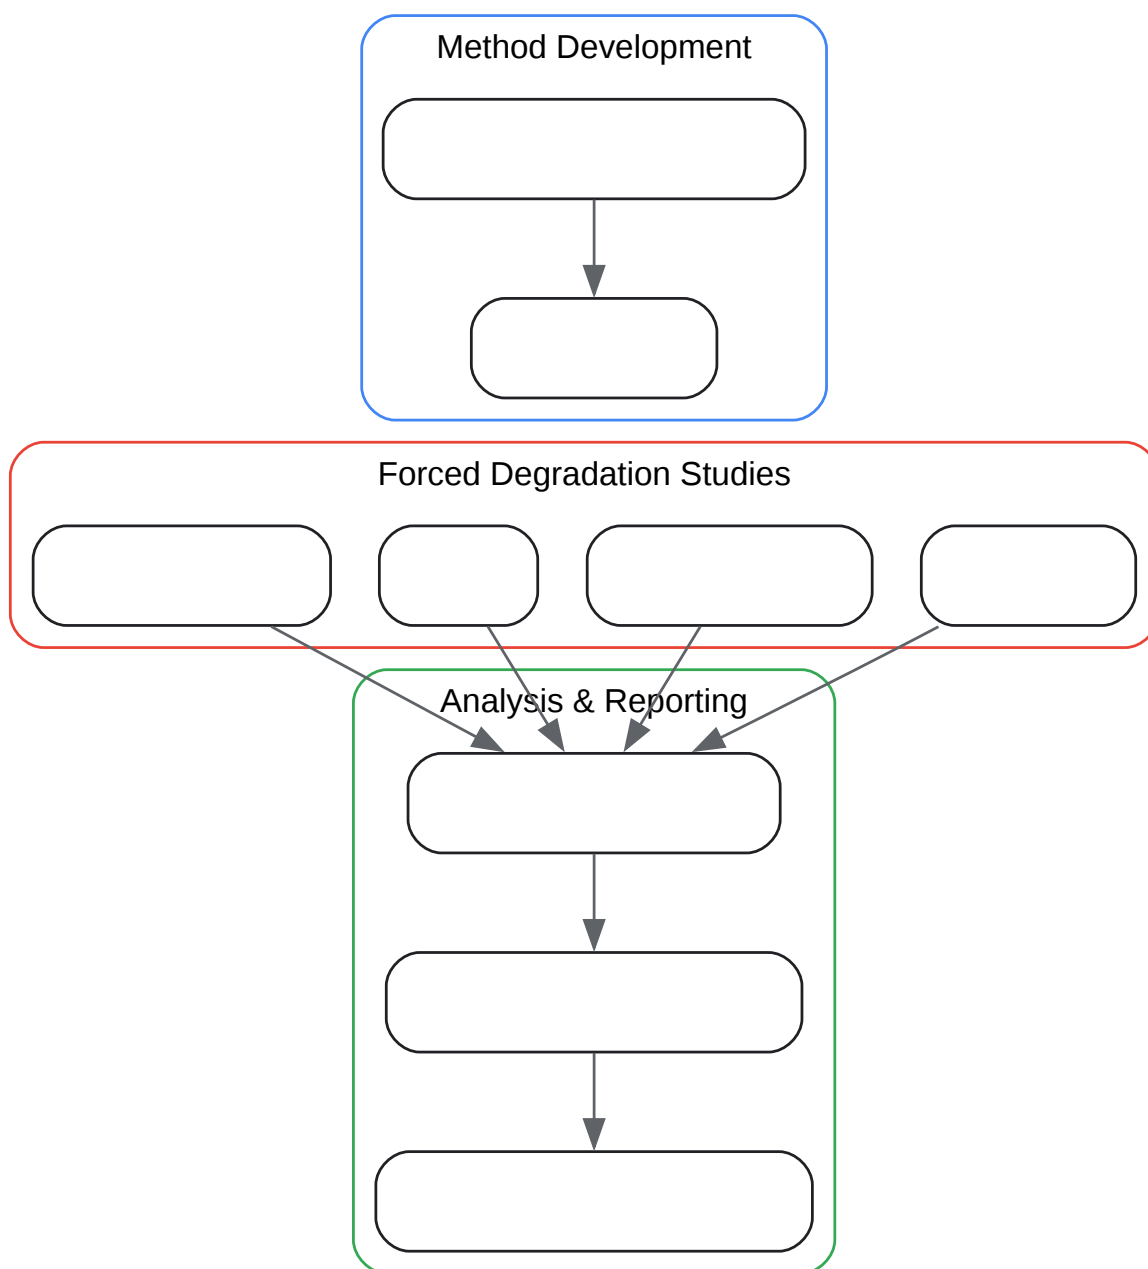 Method Development
Forced Degradation Studies
Analysis & Reporting